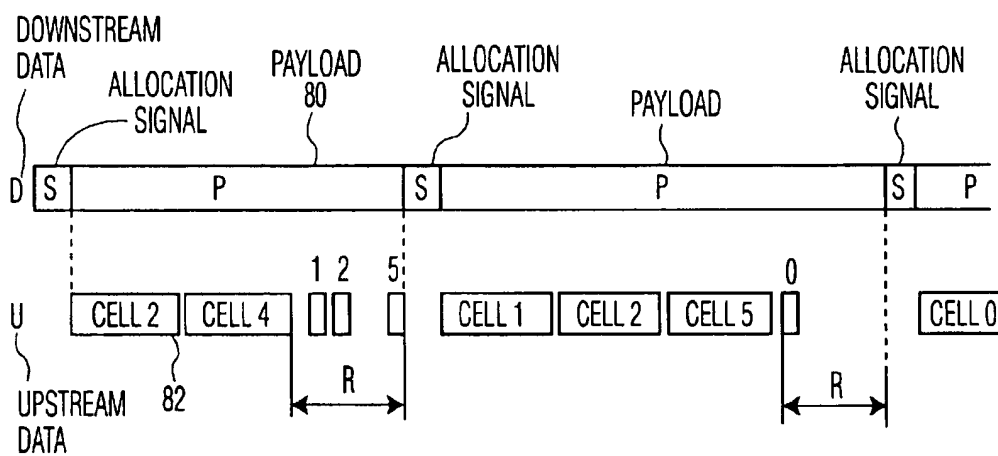 DOWNSTREAM
DATA
ALLOCATION
SIGNAL
PAYLOAD
80
ALLOCATION
SIGNAL
PAYLOAD
ALLOCATION
SIGNAL
D S P S P S P
1 2 5 0
U CELL 2 CELL 4 CELL 1 CELL 2 CELL 5 CELL 0
R R
82
UPSTREAM
DATA